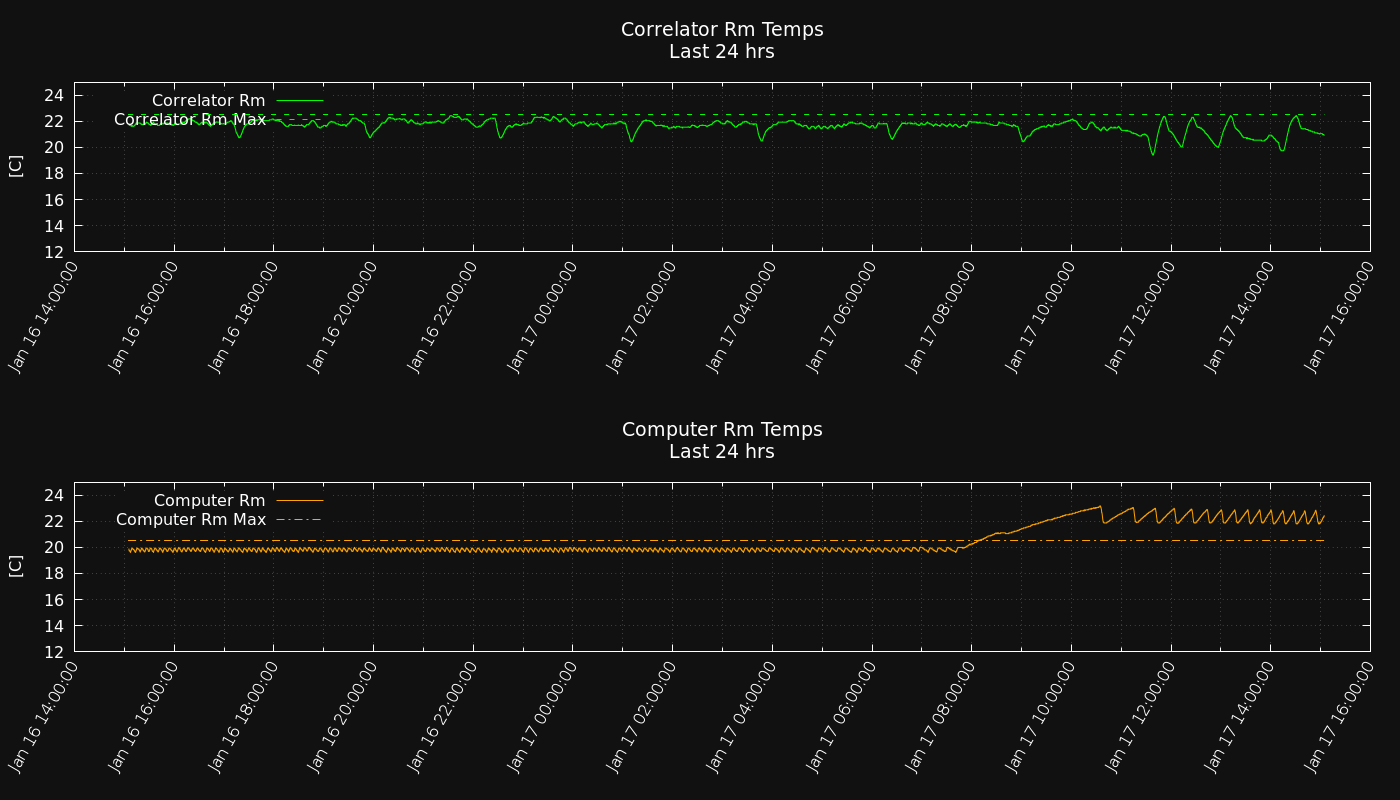 Correlator Rm Temps
Last 24 hrs
Correlator Rm
Correlator Rm Max
[C]
24
22
20
18
16
14
12
Jan 16 14:00:00
Jan 16 16:00:00
Jan 16 18:00:00
Jan 16 20:00:00
Jan 16 22:00:00
Jan 17 00:00:00
Jan 17 02:00:00
Jan 17 04:00:00
Jan 17 06:00:00
Jan 17 08:00:00
Jan 17 10:00:00
Jan 17 12:00:00
Jan 17 14:00:00
Jan 17 16:00:00
Computer Rm Temps
Last 24 hrs
Computer Rm
Computer Rm Max
[C]
24
22
20
18
16
14
12
Jan 16 14:00:00
Jan 16 16:00:00
Jan 16 18:00:00
Jan 16 20:00:00
Jan 16 22:00:00
Jan 17 00:00:00
Jan 17 02:00:00
Jan 17 04:00:00
Jan 17 06:00:00
Jan 17 08:00:00
Jan 17 10:00:00
Jan 17 12:00:00
Jan 17 14:00:00
Jan 17 16:00:00